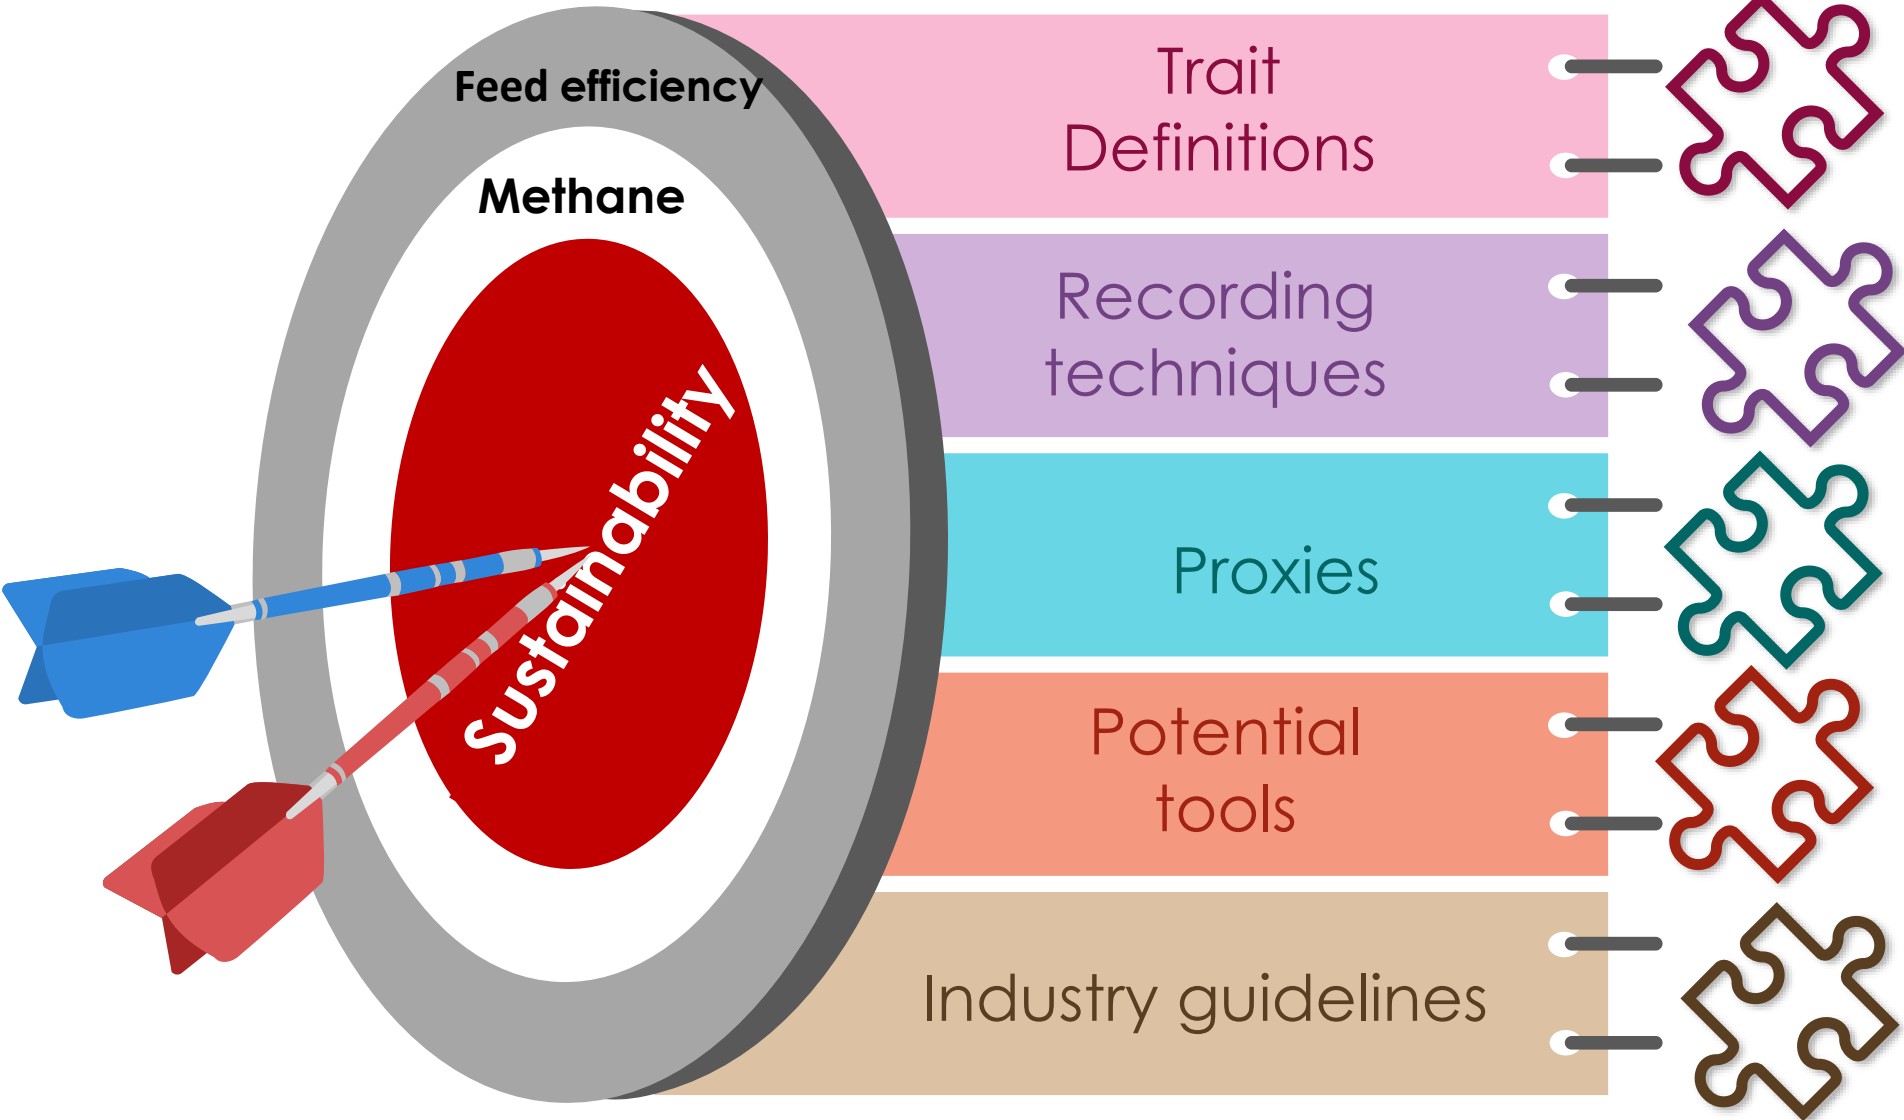 Feed efficiency
Methane
Sustainability
Trait
Definitions
Recording
techniques
Proxies
Potential
tools
Industry guidelines